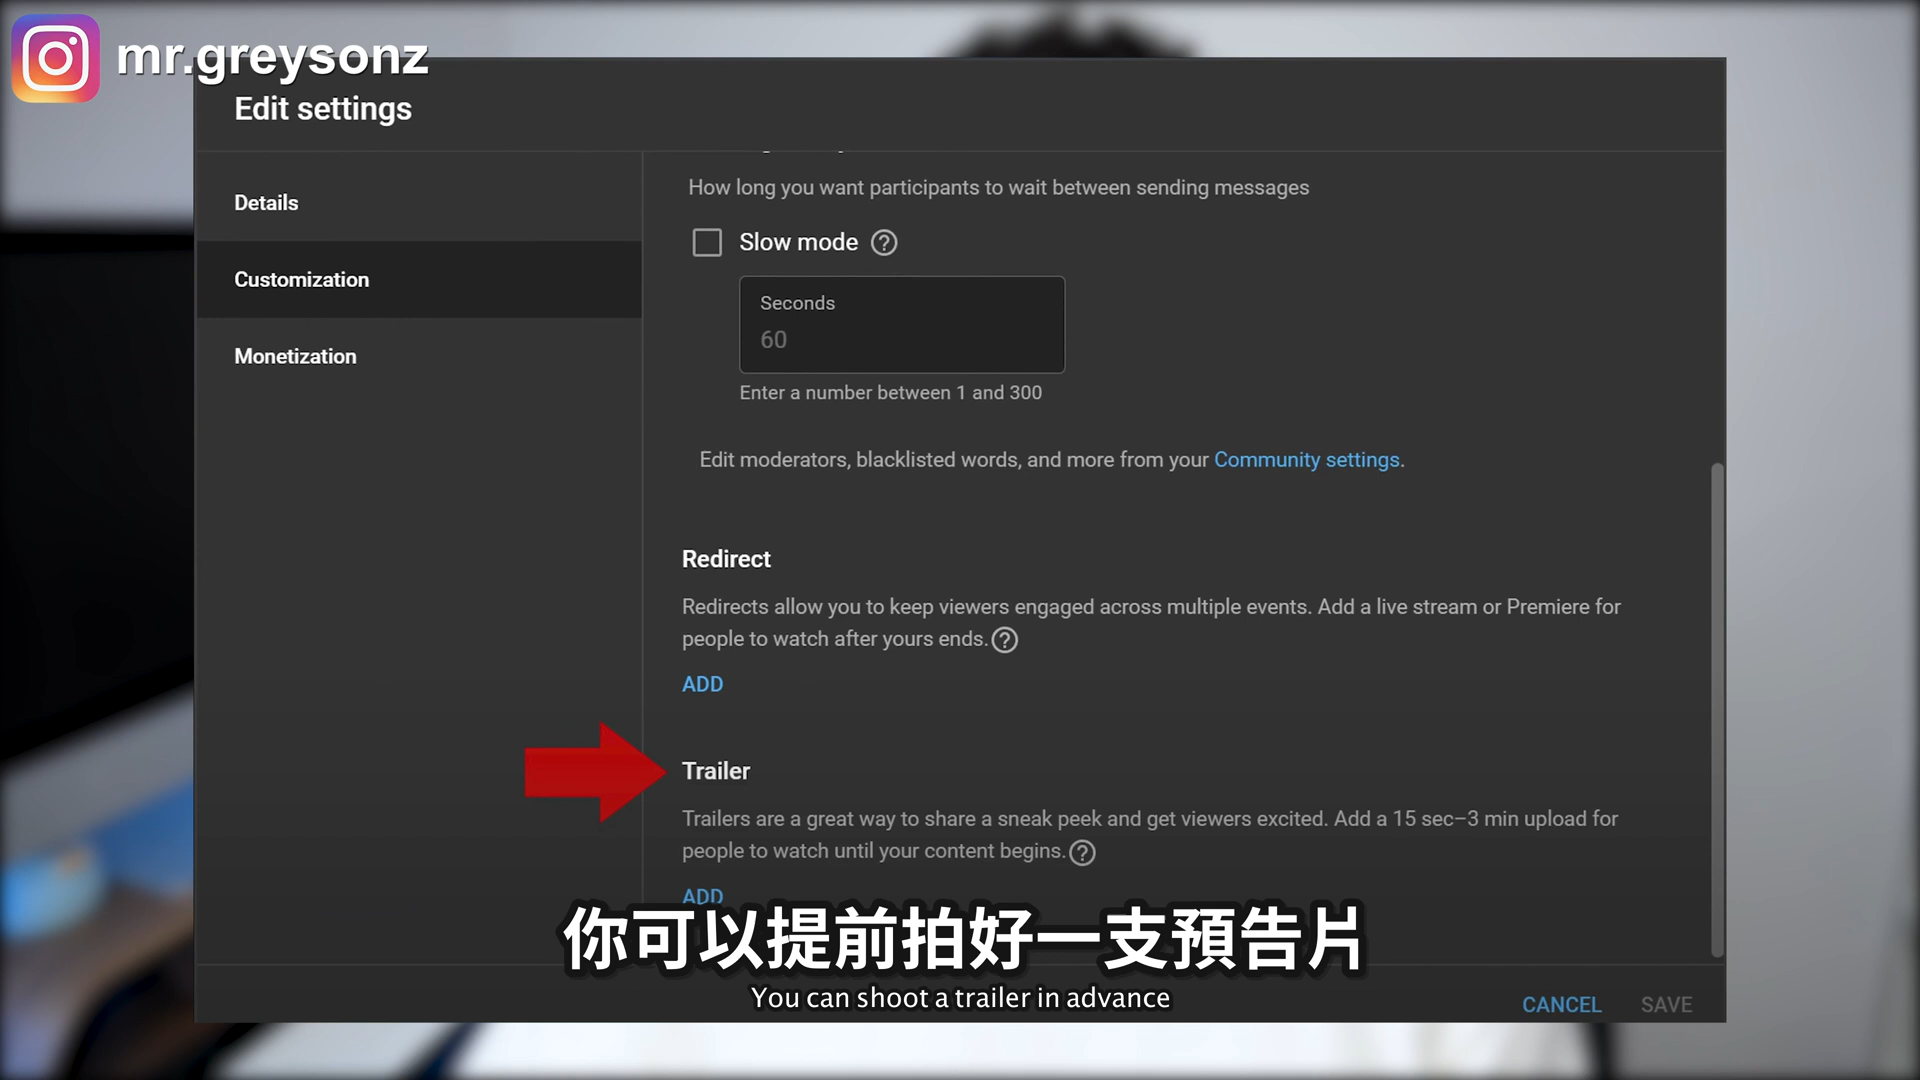 mr.greysonz
Edit settings
Details
Customization
Monetization
How long you want participants to wait between sending messages
Slow mode
Seconds
60
Enter a number between 1 and 300
Edit moderators, blacklisted words, and more from your Community settings.
Redirect
Redirects allow you to keep viewers engaged across multiple events. Add a live stream or Premiere for
people to watch after yours ends.
ADD
Trailer
Trailers are a great way to share a sneak peek and get viewers excited. Add a 15 sec–3 min upload for
people to watch until your content begins.
ADD
你可以提前拍好一支預告片
You can shoot a trailer in advance
CANCEL SAVE